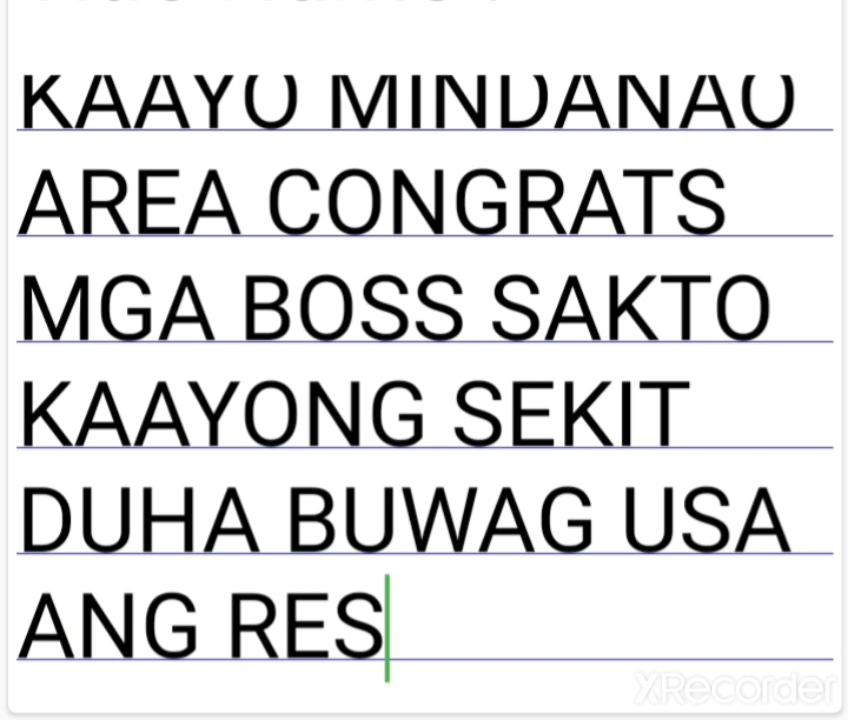 KAAYO MINDANAO
AREA CONGRATS
MGA BOSS SAKTO
KAAYONG SEKIT
DUHA BUWAG USA
ANG RES
XRecorder